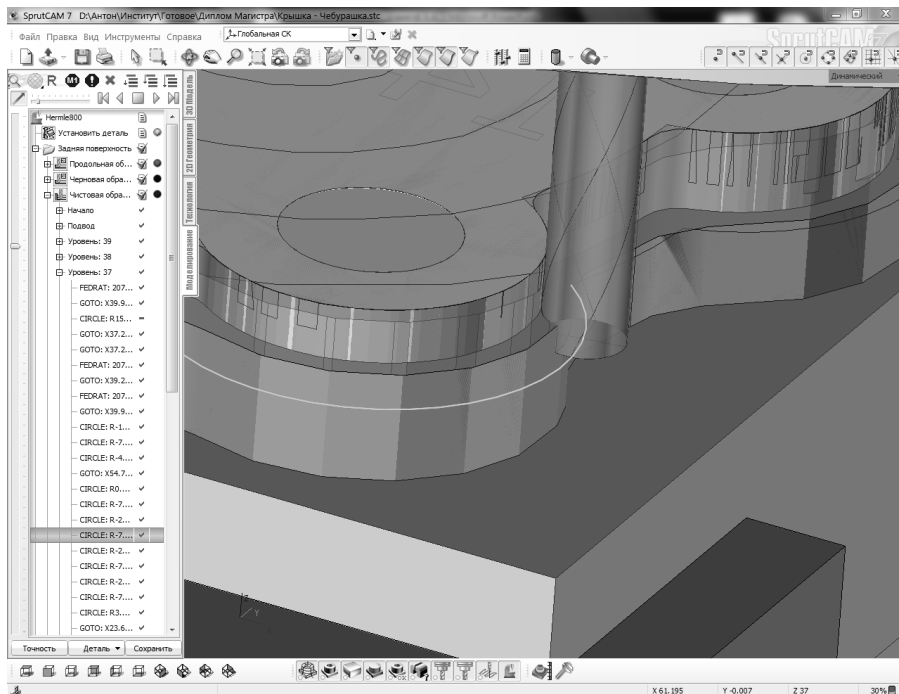 SprutCAM 7 D:\Антон\Институт\Готовое\Диплом Магистра\Крышка - Чебурашка.stc
Файл Правка Вид Инструменты Справка
Глобальная СК
SprutCAM7
Динамический
R M1
3D Модель
2D Геометрия
Технология
Моделирование
Hermle800
Установить деталь
Задняя поверхность
Продольная об...
Черновая обра...
Чистовая обра...
Начало
Подвод
Уровень: 39
Уровень: 38
Уровень: 37
FEDRAT: 207...
GOTO: X39.9...
CIRCLE: R15...
GOTO: X37.2...
GOTO: X37.2...
FEDRAT: 207...
GOTO: X39.2...
FEDRAT: 207...
GOTO: X39.9...
CIRCLE: R-1...
CIRCLE: R-7...
CIRCLE: R-4...
GOTO: X54.7...
CIRCLE: R0....
CIRCLE: R-7...
CIRCLE: R-2...
CIRCLE: R-7...
CIRCLE: R-2...
CIRCLE: R-7...
CIRCLE: R-2...
CIRCLE: R-7...
CIRCLE: R3....
GOTO: X23.6...
Z
Y
Точность Деталь Сохранить
X 61.195 Y -0.007 Z 37 30%